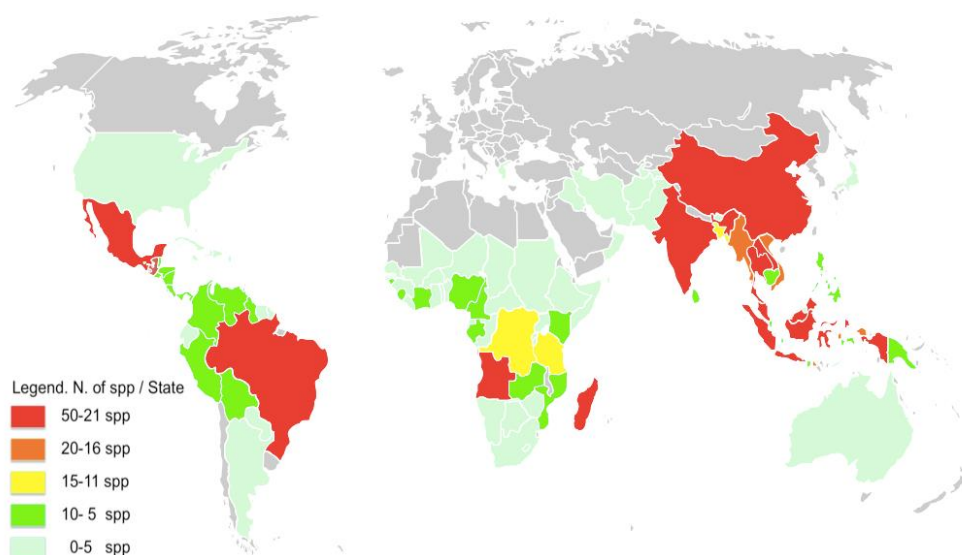 Legend. N. of spp / State
50-21 spp
20-16 spp
15-11 spp
10- 5 spp
0-5 spp